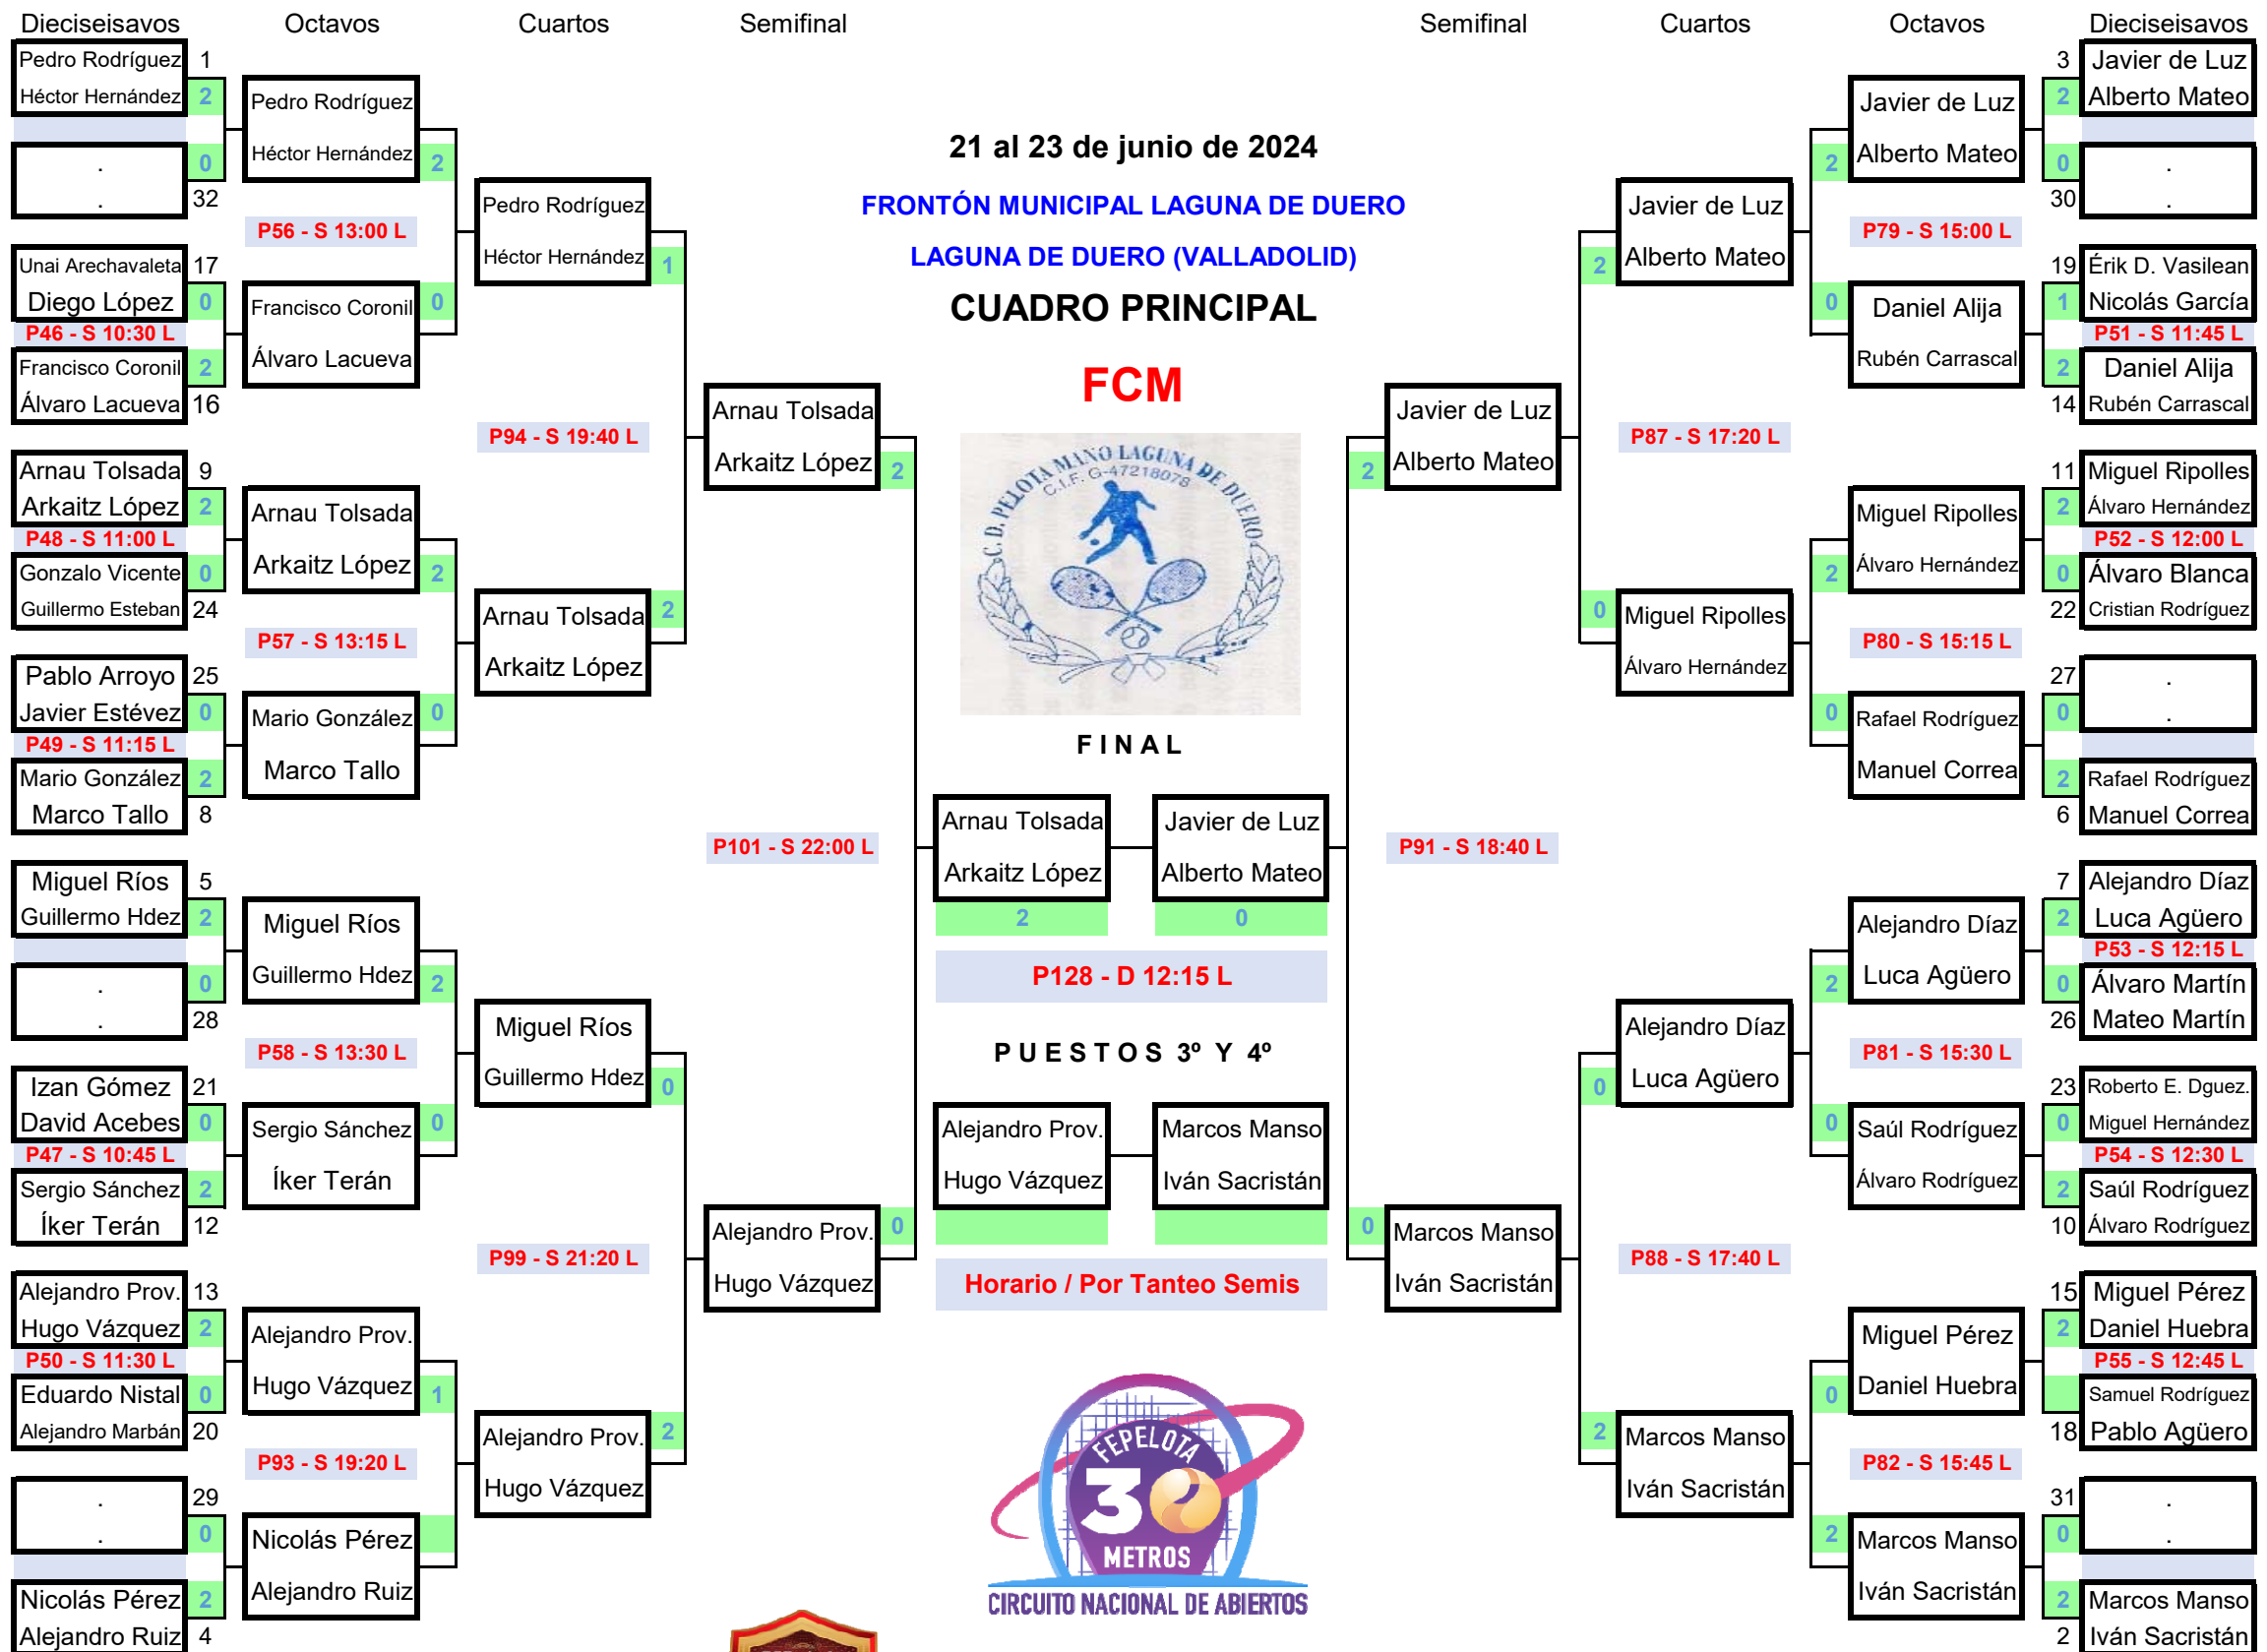 Dieciseisavos
Octavos
Cuartos
Semifinal
Semifinal
Cuartos
Octavos
Dieciseisavos
Pedro Rodríguez 1
Héctor Hernández 2
. 0
. 32
Unai Arechavaleta 17
Diego López 0
P46 - S 10:30 L
Francisco Coronil 2
Álvaro Lacueva 16
Arnau Tolsada 9
Arkaitz López 2
P48 - S 11:00 L
Gonzalo Vicente 0
Guillermo Esteban 24
Pablo Arroyo 25
Javier Estévez 0
P49 - S 11:15 L
Mario González 2
Marco Tallo 8
Miguel Ríos 5
Guillermo Hdez 2
. 0
. 28
Izan Gómez 21
David Acebes 0
P47 - S 10:45 L
Sergio Sánchez 2
Íker Terán 12
Alejandro Prov. 13
Hugo Vázquez 2
P50 - S 11:30 L
Eduardo Nistal 0
Alejandro Marbán 20
. 29
. 0
Nicolás Pérez 2
Alejandro Ruiz 4
Pedro Rodríguez
Héctor Hernández 2
P56 - S 13:00 L
Francisco Coronil 0
Álvaro Lacueva
Arnau Tolsada
Arkaitz López 2
P57 - S 13:15 L
Mario González 0
Marco Tallo
Miguel Ríos
Guillermo Hdez 2
P58 - S 13:30 L
Sergio Sánchez 0
Íker Terán
Alejandro Prov.
Hugo Vázquez 1
P93 - S 19:20 L
Nicolás Pérez
Alejandro Ruiz
Pedro Rodríguez
Héctor Hernández 1
P94 - S 19:40 L
Arnau Tolsada 2
Arkaitz López
Miguel Ríos
Guillermo Hdez 0
P99 - S 21:20 L
Alejandro Prov. 2
Hugo Vázquez
Arnau Tolsada
Arkaitz López 2
P101 - S 22:00 L
Alejandro Prov. 0
Hugo Vázquez
21 al 23 de junio de 2024
FRONTÓN MUNICIPAL LAGUNA DE DUERO
LAGUNA DE DUERO (VALLADOLID)
CUADRO PRINCIPAL
FCM
C.D. PELOTA MANO LAGUNA DE DUERO
C.I.F. G-47218078
FINAL
Arnau Tolsada
Arkaitz López
2
Javier de Luz
Alberto Mateo
0
P128 - D 12:15 L
PUESTOS 3º Y 4º
Alejandro Prov.
Hugo Vázquez
Marcos Manso
Iván Sacristán
Horario / Por Tanteo Semis
FEPELOTA
30
METROS
CIRCUITO NACIONAL DE ABIERTOS
Javier de Luz
2 Alberto Mateo
P91 - S 18:40 L
0 Marcos Manso
Iván Sacristán
Javier de Luz
2 Alberto Mateo
P87 - S 17:20 L
0 Miguel Ripolles
Álvaro Hernández
Alejandro Díaz
0 Luca Agüero
P88 - S 17:40 L
2 Marcos Manso
Iván Sacristán
Javier de Luz
2 Alberto Mateo
P79 - S 15:00 L
0 Daniel Alija
Rubén Carrascal
Miguel Ripolles
2 Álvaro Hernández
P80 - S 15:15 L
0 Rafael Rodríguez
Manuel Correa
Alejandro Díaz
2 Luca Agüero
P81 - S 15:30 L
0 Saúl Rodríguez
Álvaro Rodríguez
Miguel Pérez
0 Daniel Huebra
P82 - S 15:45 L
2 Marcos Manso
Iván Sacristán
3 Javier de Luz
2 Alberto Mateo
0 .
30 .
19 Érik D. Vasilean
1 Nicolás García
P51 - S 11:45 L
2 Daniel Alija
14 Rubén Carrascal
11 Miguel Ripolles
2 Álvaro Hernández
P52 - S 12:00 L
0 Álvaro Blanca
22 Cristian Rodríguez
27 .
0 .
2 Rafael Rodríguez
6 Manuel Correa
7 Alejandro Díaz
2 Luca Agüero
P53 - S 12:15 L
0 Álvaro Martín
26 Mateo Martín
23 Roberto E. Dguez.
0 Miguel Hernández
P54 - S 12:30 L
2 Saúl Rodríguez
10 Álvaro Rodríguez
15 Miguel Pérez
2 Daniel Huebra
P55 - S 12:45 L
Samuel Rodríguez
18 Pablo Agüero
31 .
0 .
2 Marcos Manso
2 Iván Sacristán